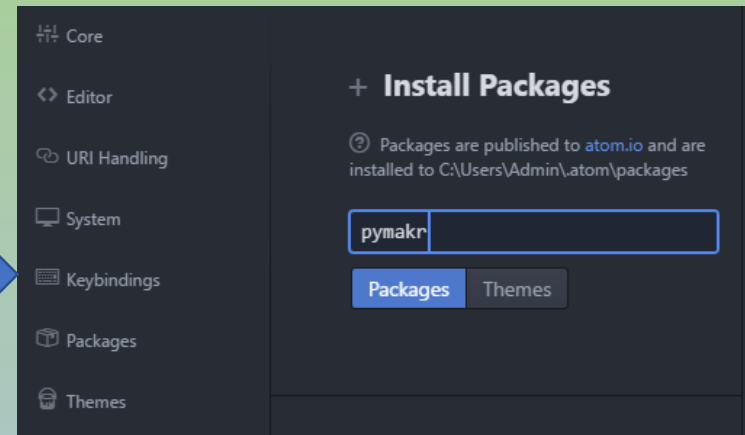 Core
Editor
URI Handling
System
Keybindings
Packages
Themes
+ Install Packages
Packages are published to atom.io and are
installed to C:\Users\Admin\.atom\packages
pymakr
Packages Themes